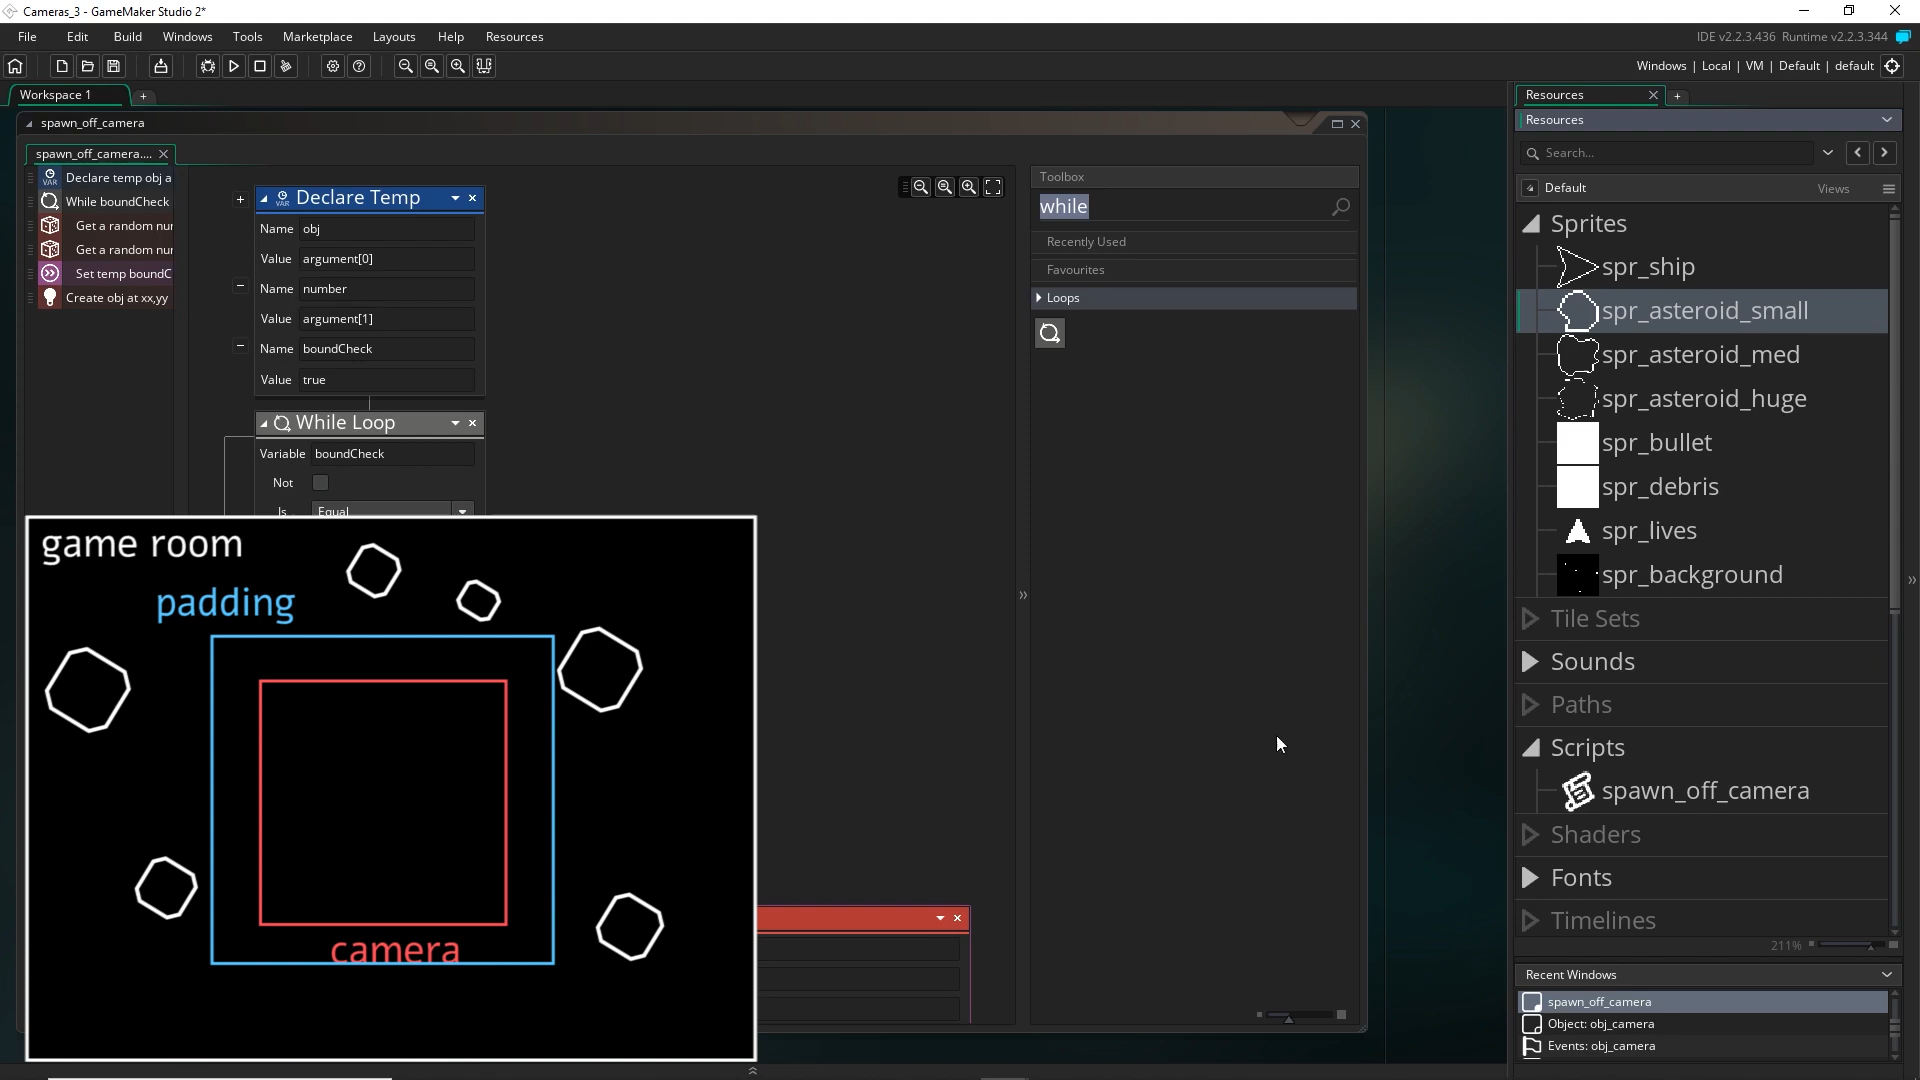 Cameras_3 - GameMaker Studio 2*
File Edit Build Windows Tools Marketplace Layouts Help Resources
IDE v2.2.3.436 Runtime v2.2.3.344
Windows | Local | VM | Default | default
Workspace 1
spawn_off_camera
spawn_off_camera....
Declare temp obj a
While boundCheck
Get a random nu
Get a random nu
Set temp boundC
Create obj at xx,yy
Declare Temp
Name obj
Value argument[0]
Name number
Value argument[1]
Name boundCheck
Value true
While Loop
Variable boundCheck
Not
Is Equal
game room
padding
camera
Toolbox
while
Recently Used
Favourites
Loops
Resources
Resources
Search...
Default Views
Sprites
spr_ship
spr_asteroid_small
spr_asteroid_med
spr_asteroid_huge
spr_bullet
spr_debris
spr_lives
spr_background
Tile Sets
Sounds
Paths
Scripts
spawn_off_camera
Shaders
Fonts
Timelines
211%
Recent Windows
spawn_off_camera
Object: obj_camera
Events: obj_camera